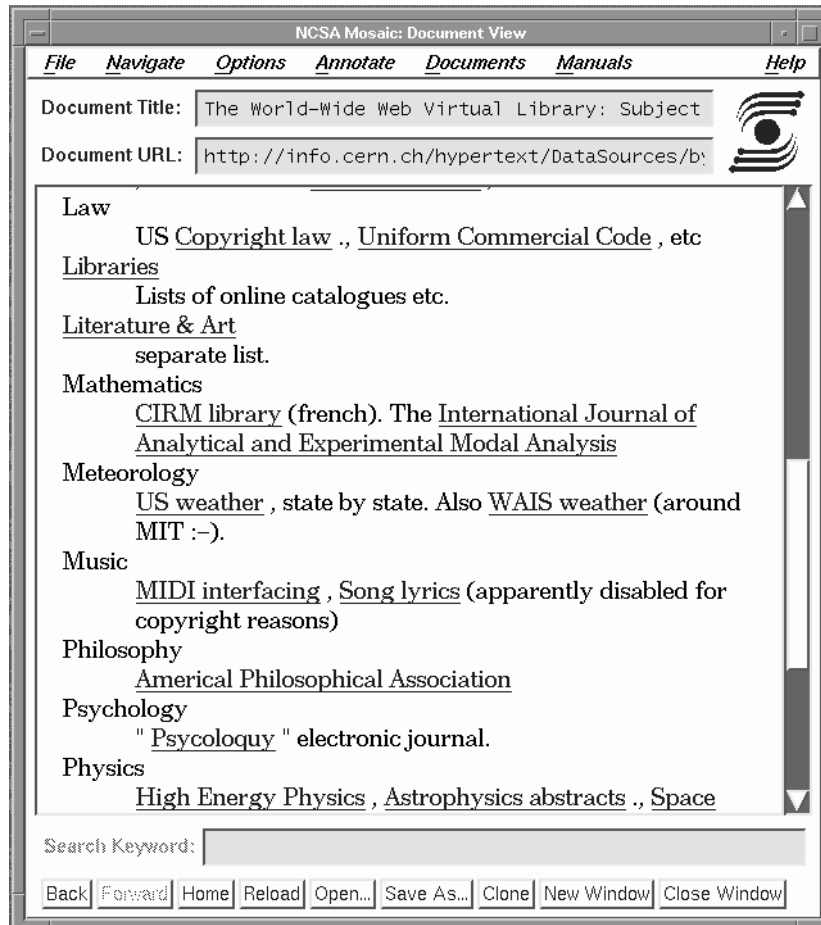 NCSA Mosaic: Document View
File Navigate Options Annotate Documents Manuals Help
Document Title: The World-Wide Web Virtual Library: Subject
Document URL: http://info.cern.ch/hypertext/DataSources/by
Law
US Copyright law ., Uniform Commercial Code , etc
Libraries
Lists of online catalogues etc.
Literature & Art
separate list.
Mathematics
CIRM library (french). The International Journal of
Analytical and Experimental Modal Analysis
Meteorology
US weather , state by state. Also WAIS weather (around
MIT :-).
Music
MIDI interfacing , Song lyrics (apparently disabled for
copyright reasons)
Philosophy
Americal Philosophical Association
Psychology
" Psycoloquy " electronic journal.
Physics
High Energy Physics , Astrophysics abstracts ., Space
Search Keyword:
Back Forward Home Reload Open... Save As... Clone New Window Close Window